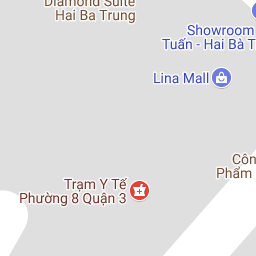 Diamond Suite
Hai Ba Trung
Showroom
Tuấn - Hai Bà T
Lina Mall
Côn
Phẩm
Trạm Y Tế
Phường 8 Quận 3